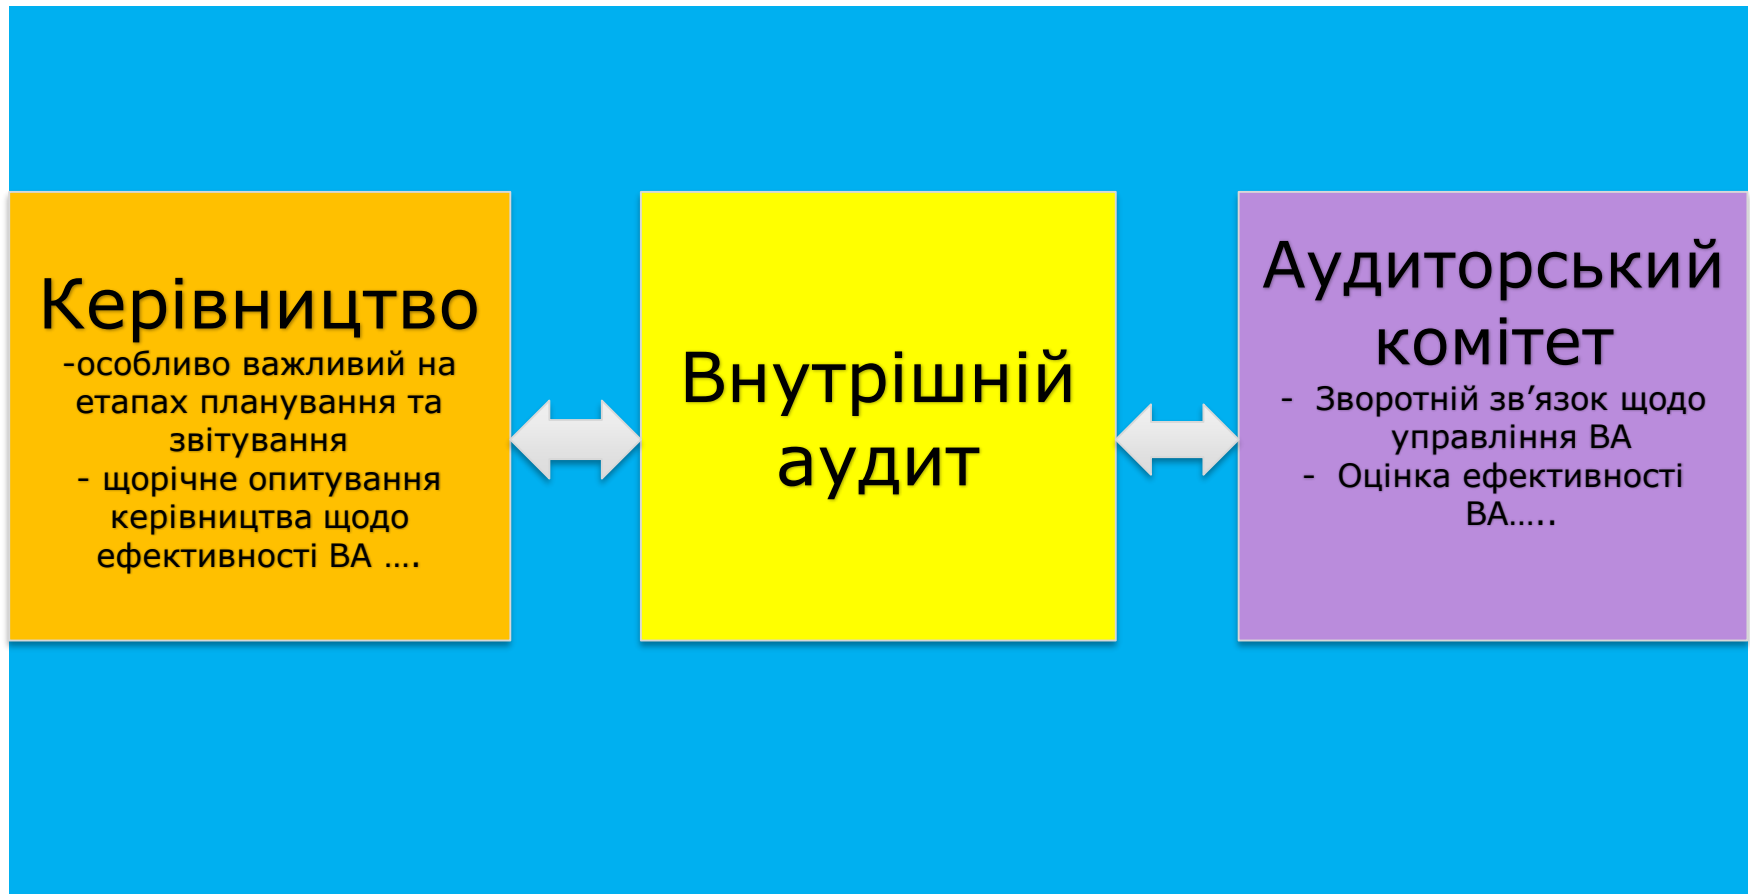 Керівництво
-особливо важливий на
етапах планування та
звітування
- щорічне опитування
керівництва щодо
ефективності ВА ….
Внутрішній
аудит
Аудиторський
комітет
- Зворотній зв’язок щодо
управління ВА
- Оцінка ефективності
ВА…..